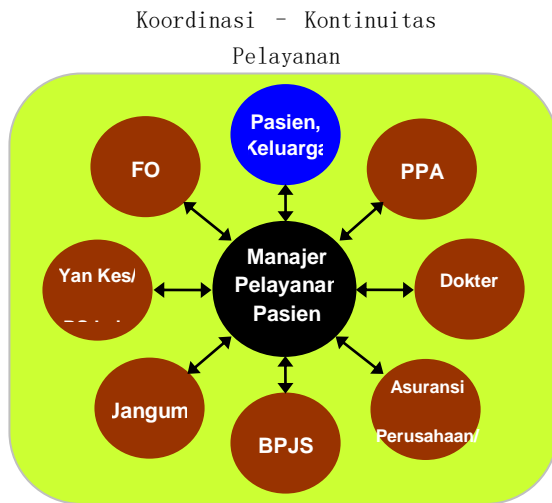 Koordinasi - Kontinuitas
Pelayanan
Pasien,
Keluarga
FO
PPA
Manajer
Pelayanan
Pasien
Yan Kes/
Dokter
Asuransi
Perusahaan/
Jangum
BPJS